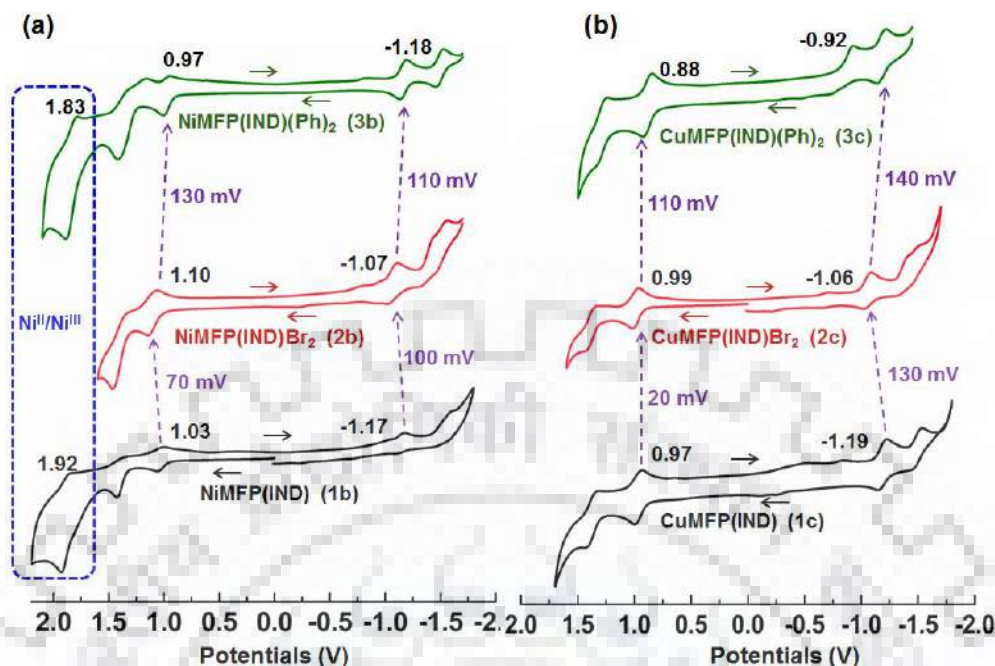 (a)
0.97
-1.18
1.83
NiMFP(IND)(Ph)₂ (3b)
130 mV
110 mV
1.10
-1.07
Niᴵᴵ/Niᴵᴵᴵ
NiMFP(IND)Br₂ (2b)
70 mV
100 mV
1.03
-1.17
1.92
NiMFP(IND) (1b)
2.0 1.5 1.0 0.5 0.0 -0.5 -1.0 -1.5 -2.
Potentials (V)
(b)
-0.92
0.88
CuMFP(IND)(Ph)₂ (3c)
110 mV
140 mV
0.99
-1.06
CuMFP(IND)Br₂ (2c)
20 mV
130 mV
0.97
-1.19
CuMFP(IND) (1c)
2.0 1.5 1.0 0.5 0.0 -0.5 -1.0 -1.5 -2.0
Potentials (V)